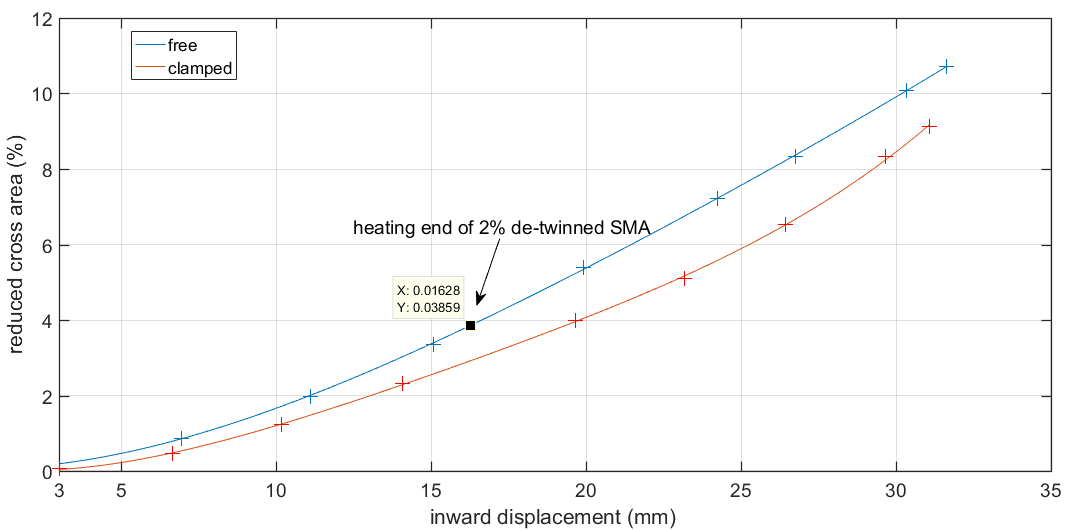 12
10
8
6
4
2
0
reduced cross area (%)
free
clamped
heating end of 2% de-twinned SMA
X: 0.01628
Y: 0.03859
3 5 10 15 20 25 30 35
inward displacement (mm)